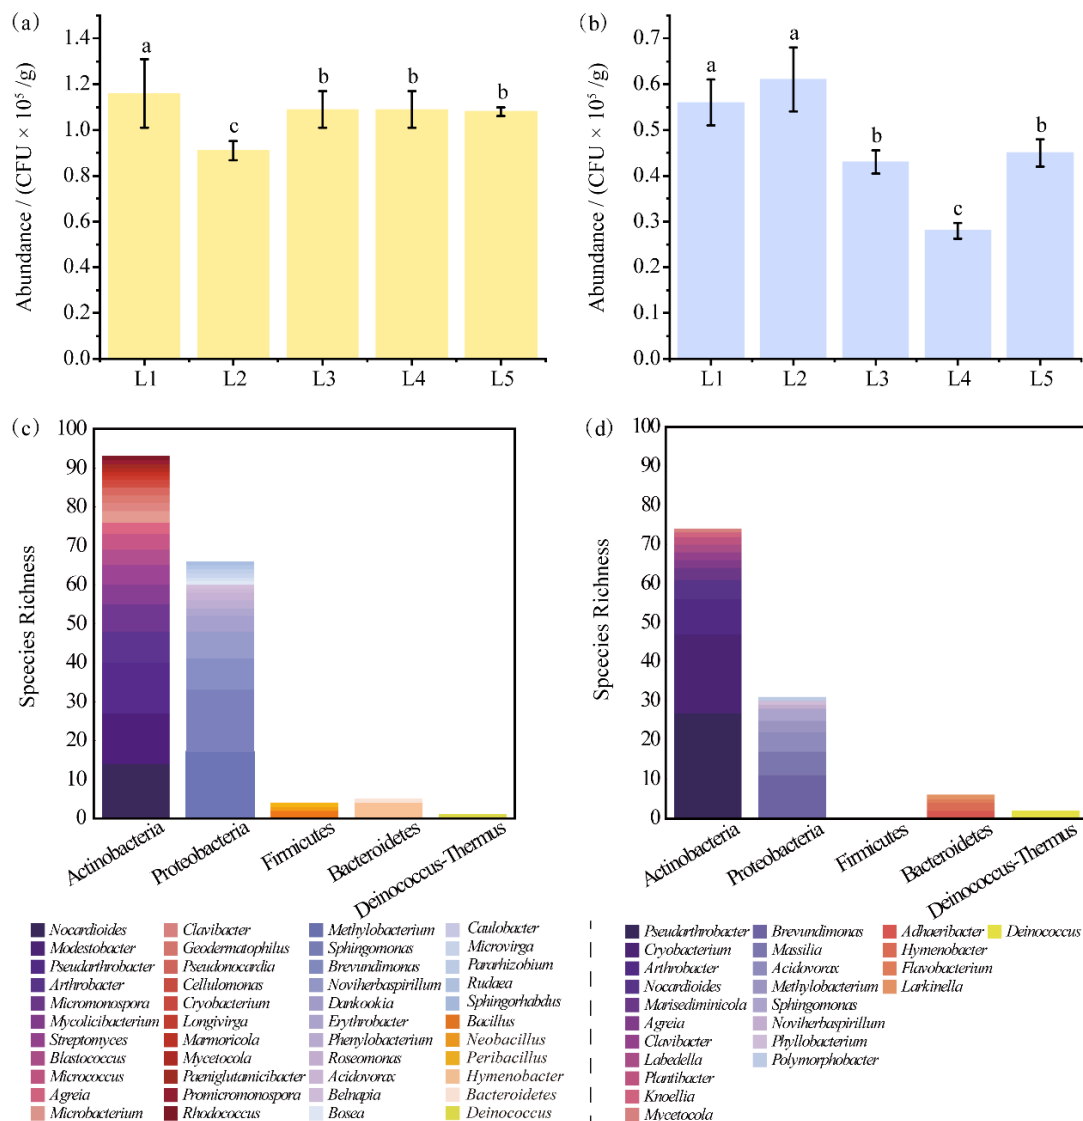 (a)
Abundance / (CFU × 10⁵ /g)
1.4
1.2
1.0
0.8
0.6
0.4
0.2
0.0
a
c
b
b
b
L1 L2 L3 L4 L5
(b)
Abundance / (CFU × 10⁵ /g)
0.7
0.6
0.5
0.4
0.3
0.2
0.1
0.0
a
a
b
c
b
L1 L2 L3 L4 L5
(c)
Spcecies Richness
100
90
80
70
60
50
40
30
20
10
0
Actinobacteria
Proteobacteria
Firmicutes
Bacteroidetes
Deinococcus-Thermus
(d)
Spcecies Richness
100
90
80
70
60
50
40
30
20
10
0
Actinobacteria
Proteobacteria
Firmicutes
Bacteroidetes
Deinococcus-Thermus
Nocardioides
Modestobacter
Pseudarthrobacter
Arthrobacter
Micromonospora
Mycolicibacterium
Streptomyces
Blastococcus
Micrococcus
Agreia
Microbacterium
Clavibacter
Geodermatophilus
Pseudonocardia
Cellulomonas
Cryobacterium
Longivirga
Marmoricola
Mycetocola
Paeniglutamicibacter
Promicromonospora
Rhodococcus
Methylobacterium
Sphingomonas
Brevundimonas
Noviherbaspirillum
Dankookia
Erythrobacter
Phenylobacterium
Roseomonas
Acidovorax
Belnapia
Bosea
Caulobacter
Microvirga
Pararhizobium
Rudaea
Sphingorhabdus
Bacillus
Neobacillus
Peribacillus
Hymenobacter
Bacteroidetes
Deinococcus
Pseudarthrobacter
Cryobacterium
Arthrobacter
Nocardioides
Marisediminicola
Agreia
Clavibacter
Labedella
Plantibacter
Knoellia
Mycetocola
Brevundimonas
Massilia
Acidovorax
Methylobacterium
Sphingomonas
Noviherbaspirillum
Phyllobacterium
Polymorphobacter
Adhaeribacter
Hymenobacter
Flavobacterium
Larkinella
Deinococcus